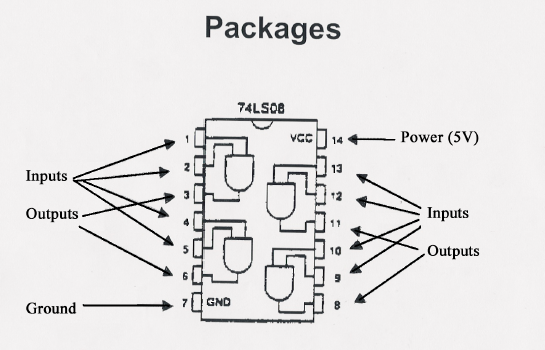 Packages
74LS08
1 VCC 14 Power (5V)
2 13
3 12
Inputs
4 11 Inputs
Outputs
5 10 Outputs
6 9
7 GND 8
Ground